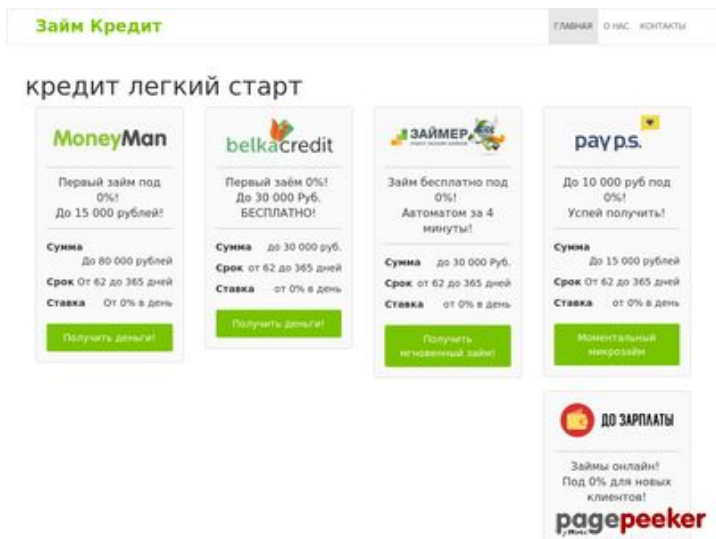 Займ Кредит
ГЛАВНАЯ О НАС. КОНТАКТЫ
кредит легкий старт
MoneyMan
Первый займ под
0%!
До 15 000 рублей!
Сумма
До 80 000 рублей
Срок От 62 до 365 дней
Ставка От 0% в день
Получить деньги!
belkacredit
Первый заём 0%!
До 30 000 Руб.
БЕСПЛАТНО!
Сумма до 30 000 руб.
Срок от 62 до 365 дней
Ставка от 0% в день
Получить деньги!
ЗАЙМЕР
Займ бесплатно под
0%!
Автоматом за 4
минуты!
Сумма до 30 000 Руб.
Срок от 62 до 365 дней
Ставка от 0% в день
Получить
мгновенный займ!
pay p.s.
До 10 000 руб под
0%!
Успей получить!
Сумма
До 15 000 рублей
Срок От 62 до 365 дней
Ставка от 0% в день
Моментальный
микрозайм
ДО ЗАРПЛАТЫ
Займы онлайн!
Под 0% для новых
клиентов!
pagepeeker